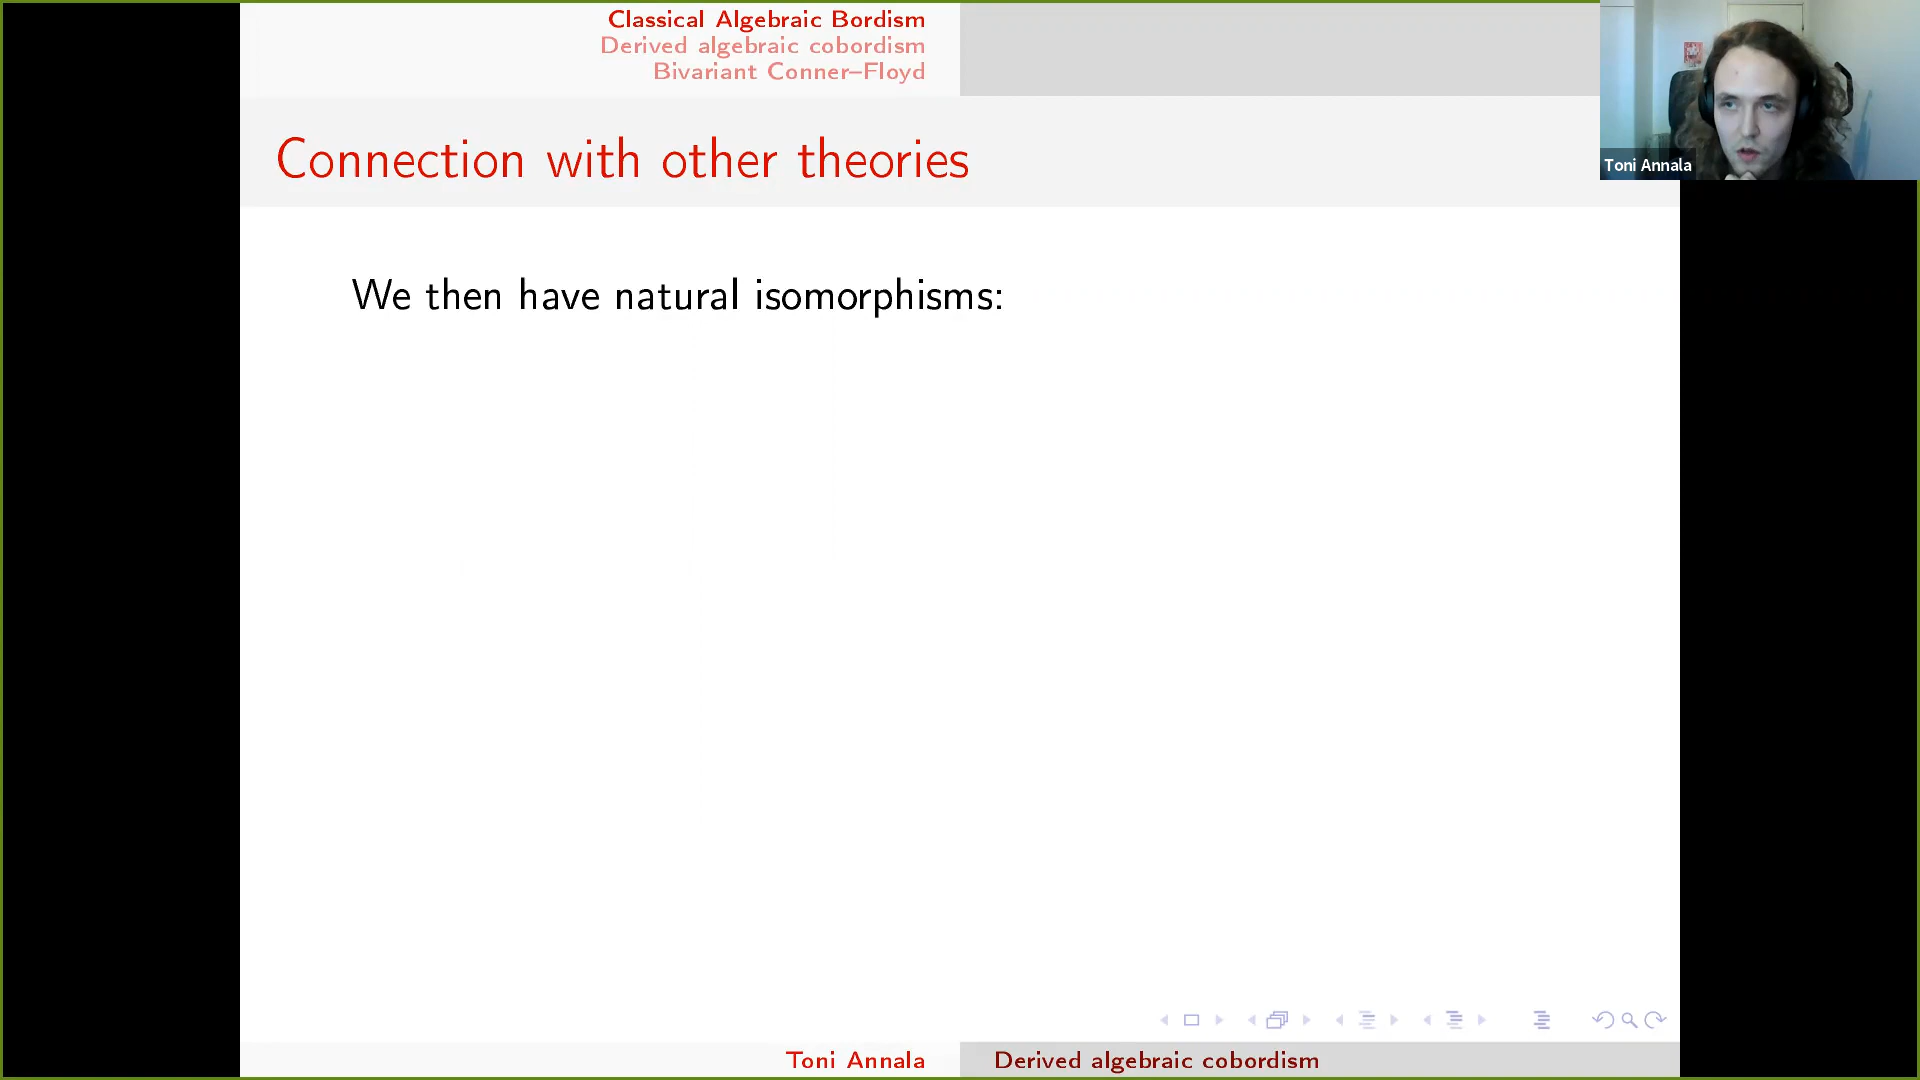 Classical Algebraic Bordism
Derived algebraic cobordism
Bivariant Conner–Floyd
Connection with other theories
Toni Annala
We then have natural isomorphisms:
Toni Annala
Derived algebraic cobordism